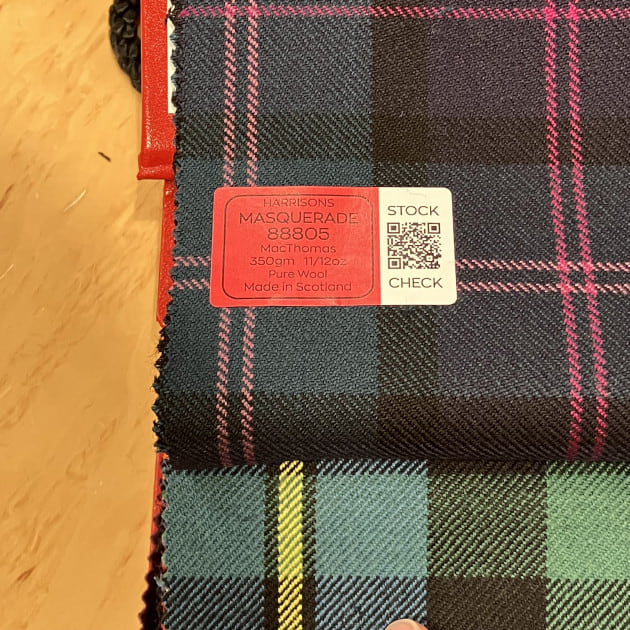 HARRISONS
MASQUERADE
88805
MacThomas
350gm 11/12oz
Pure Wool
Made in Scotland
STOCK
CHECK